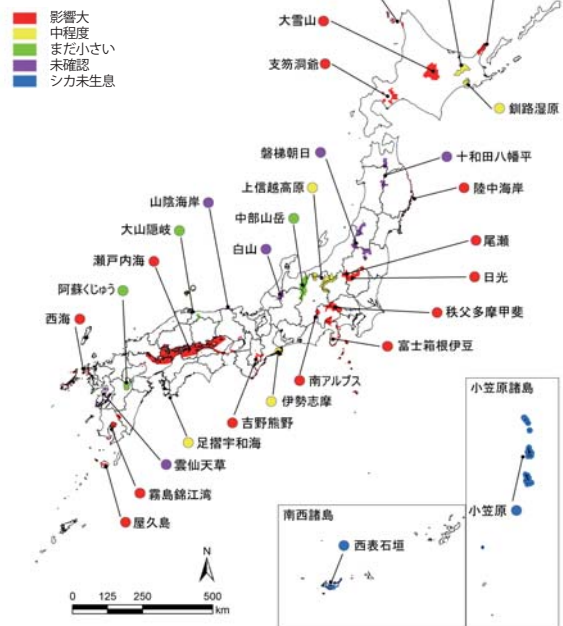 影響大
中程度
まだ小さい
未確認
シカ未生息
大雪山
支笏洞爺
釧路湿原
磐梯朝日
十和田八幡平
上信越高原
陸中海岸
山陰海岸
中部山岳
大山隠岐
白山
尾瀬
瀬戸内海
日光
阿蘇くじゅう
秩父多摩甲斐
西海
富士箱根伊豆
南アルプス
伊勢志摩
吉野熊野
足摺宇和海
雲仙天草
霧島錦江湾
屋久島
小笠原諸島
小笠原
南西諸島
西表石垣
N
0 125 250 500
km